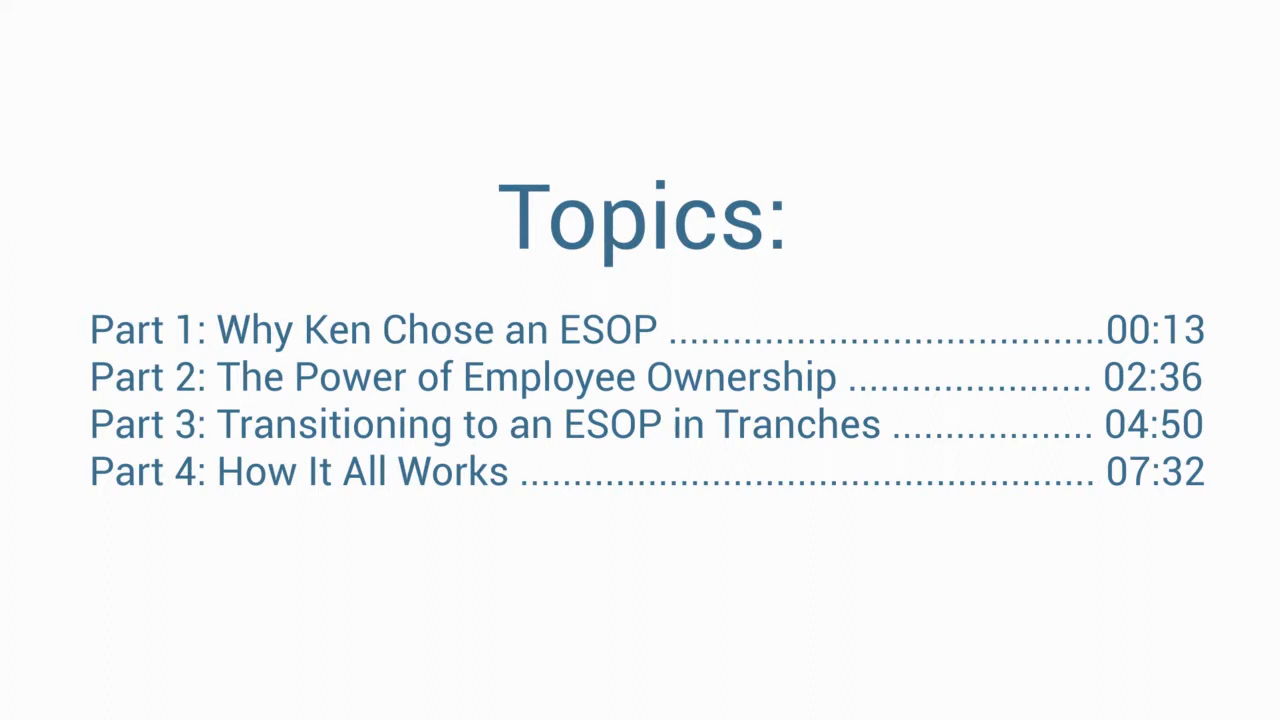 Topics:
Part 1: Why Ken Chose an ESOP .........................................00:13
Part 2: The Power of Employee Ownership ....................... 02:36
Part 3: Transitioning to an ESOP in Tranches ................... 04:50
Part 4: How It All Works ...................................................... 07:32